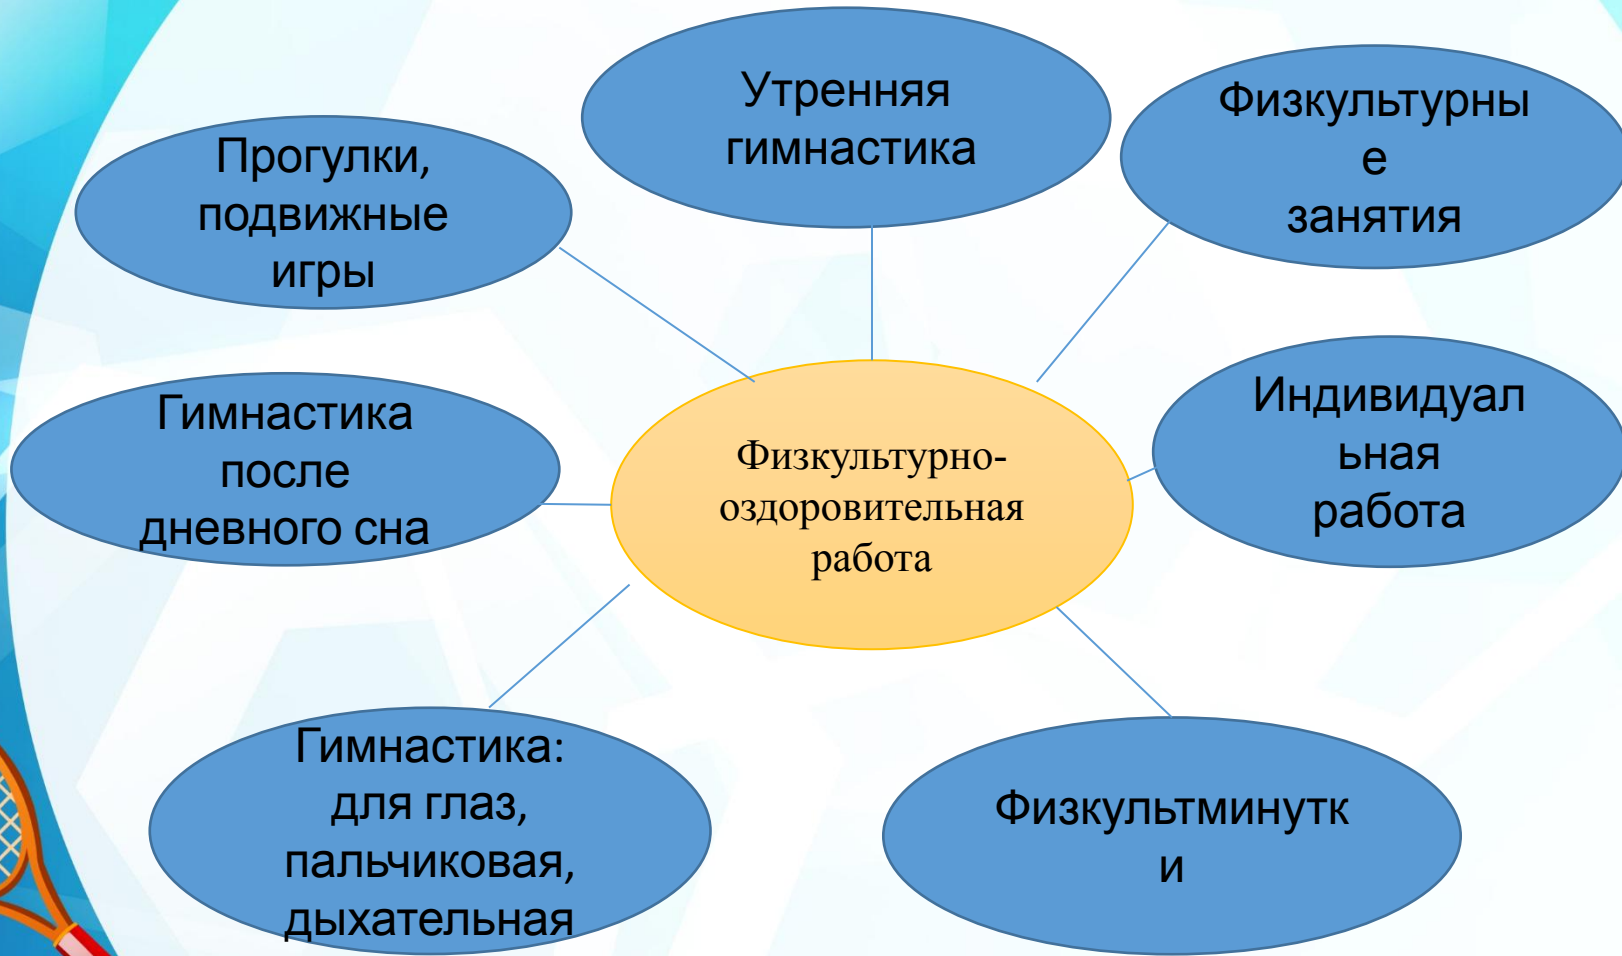 Утренняя
гимнастика
Физкультурны
е
занятия
Прогулки,
подвижные
игры
Индивидуал
ьная
работа
Гимнастика
после
дневного сна
Физкультурно-
оздоровительная
работа
Гимнастика:
для глаз,
пальчиковая,
дыхательная
Физкультминутк
и